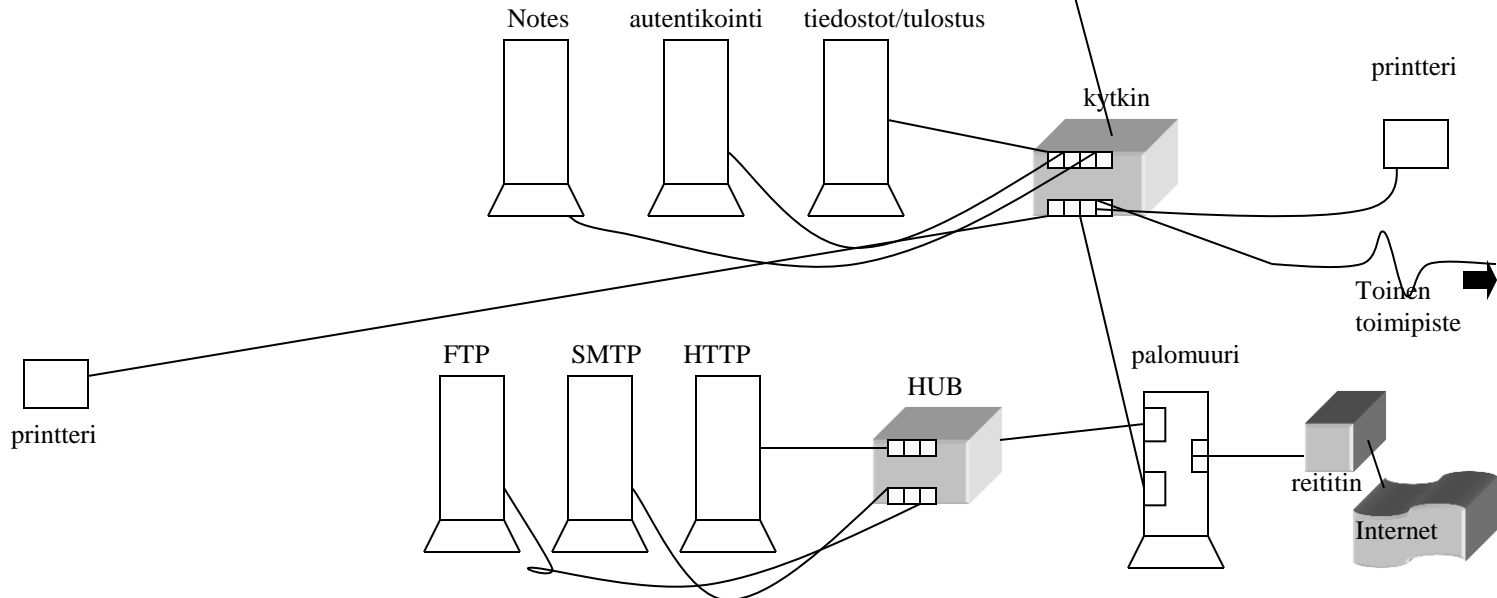 Notes
autentikointi
tiedostot/tulostus
printteri
kytkin
Toinen
toimipiste
FTP
SMTP
HTTP
palomuuri
HUB
printteri
reititin
Internet